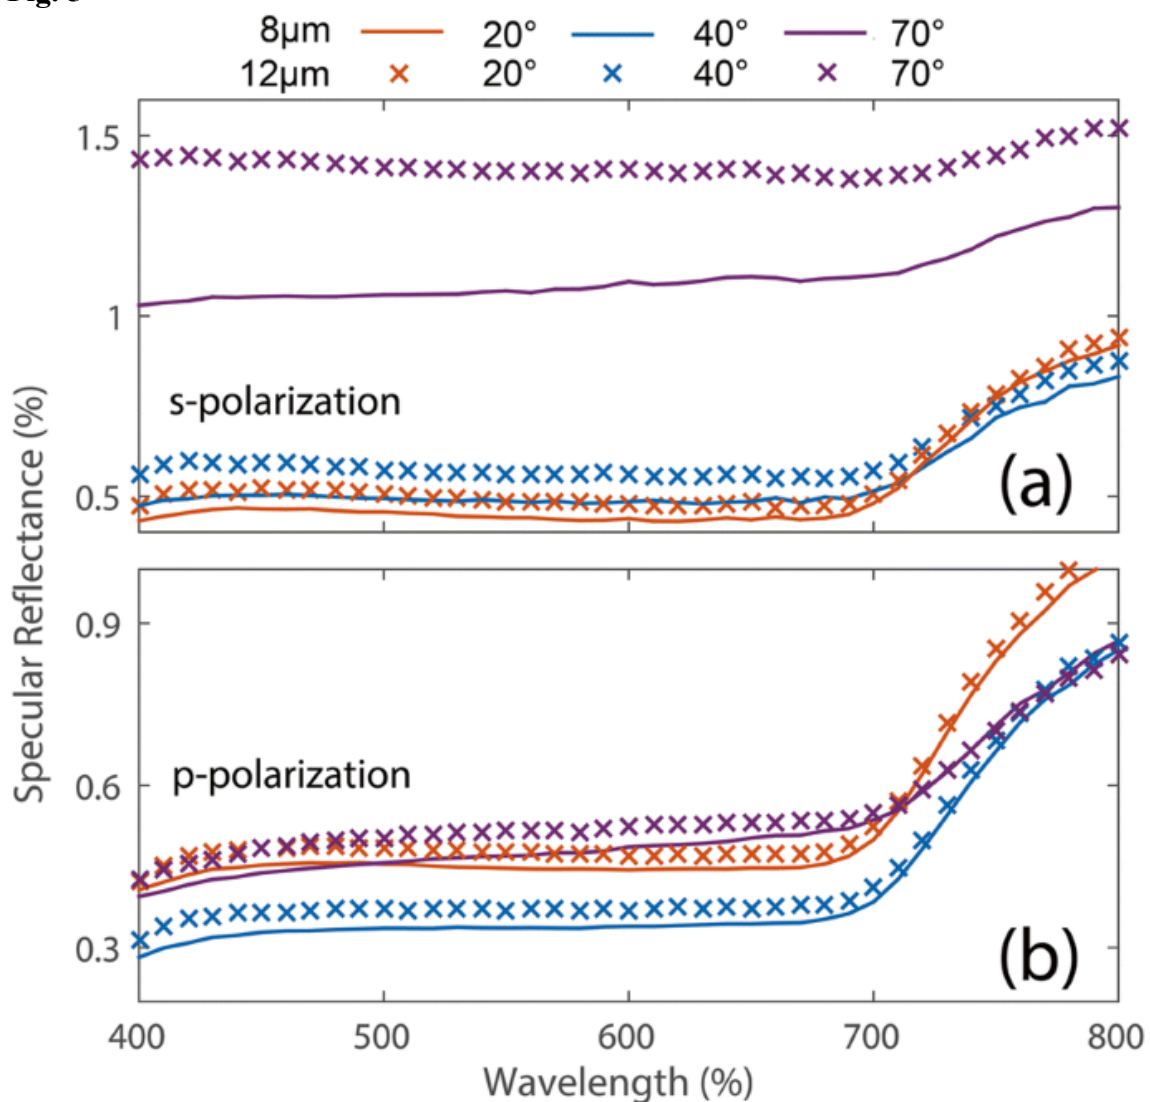 8µm 20° 40° 70°
12µm 20° 40° 70°
1.5
1
0.5
s-polarization
(a)
Specular Reflectance (%)
0.9
0.6
0.3
p-polarization
(b)
400 500 600 700 800
Wavelength (%)